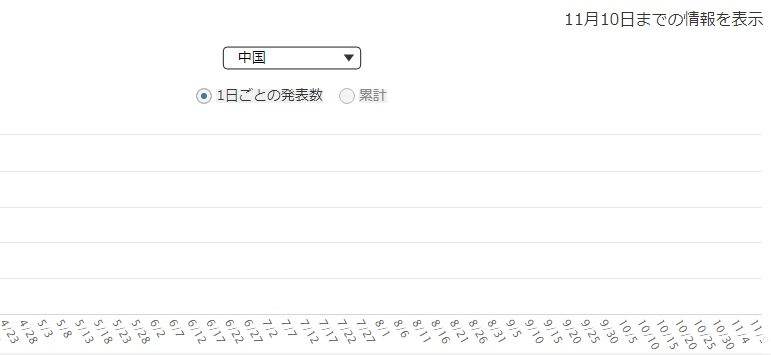 11月10日までの情報を表示
中国
1日ごとの発表数 累計
4/23 4/28 5/3 5/8 5/13 5/18 5/23 5/28 6/2 6/7 6/12 6/17 6/22 6/27 7/2 7/7 7/12 7/17 7/22 7/27 8/1 8/6 8/11 8/16 8/21 8/26 8/31 9/5 9/10 9/15 9/20 9/25 9/30 10/5 10/10 10/15 10/20 10/25 10/30 11/4